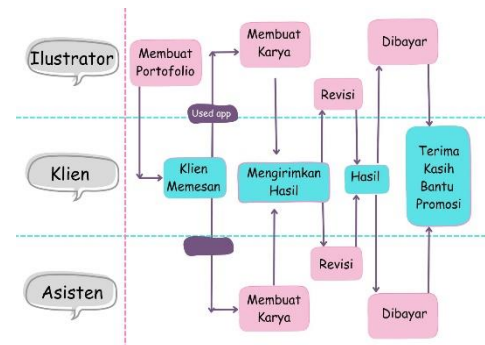 Ilustrator
Membuat
Portofolio
Membuat
Karya
Dibayar
Revisi
Used app
Klien
Klien
Memesan
Mengirimkan
Hasil
Hasil
Terima
Kasih
Bantu
Promosi
Asisten
Revisi
Membuat
Karya
Dibayar